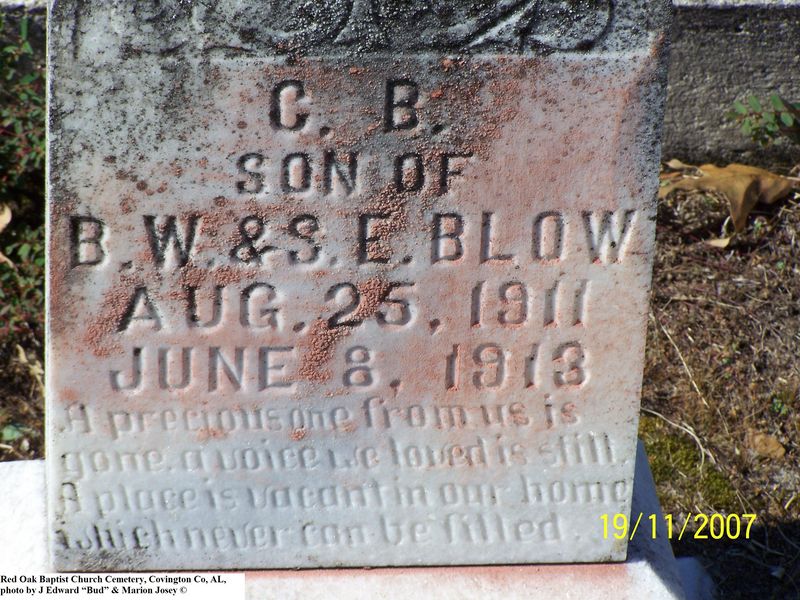 C. B.
SON OF
B. W. & S. E. BLOW
AUG. 25, 1911
JUNE 8, 1913
A precious one from us is
gone, a voice we loved is still
A place is vacant in our home
which never can be filled.
19/11/2007
Red Oak Baptist Church Cemetery, Covington Co, AL,
photo by J Edward “Bud” & Marion Josey ©